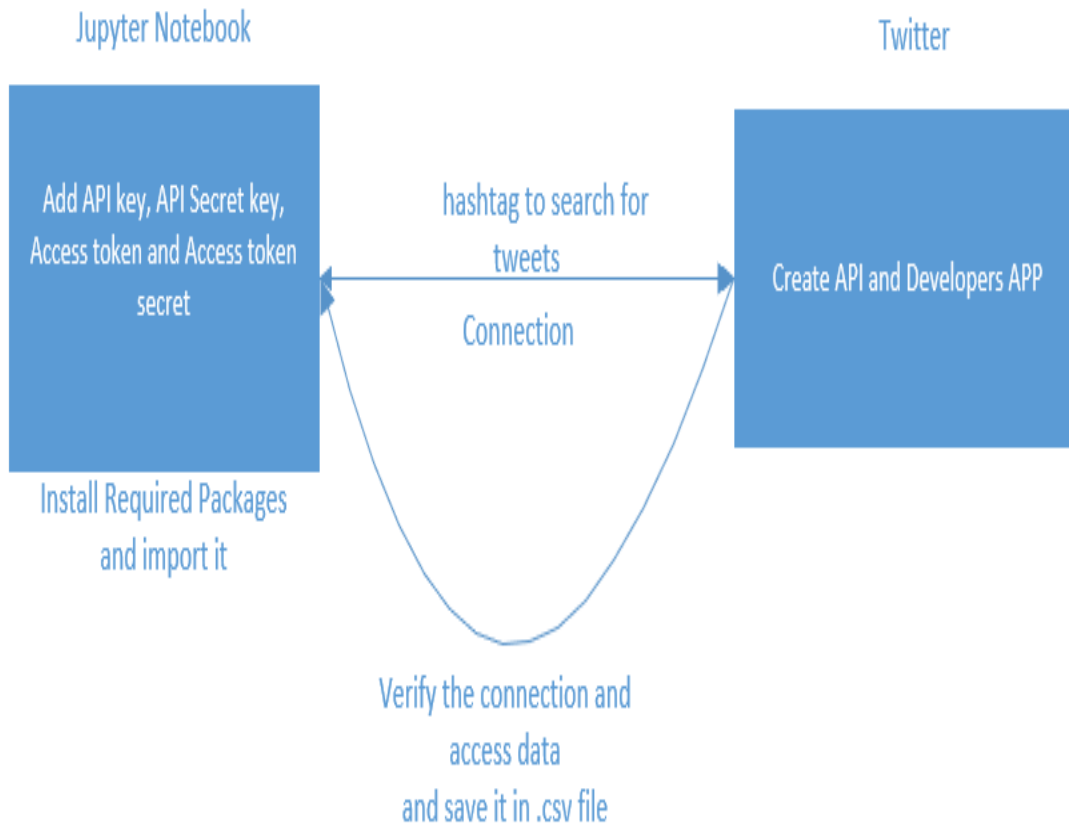 Jupyter Notebook
Twitter
Add API key, API Secret key,
Access token and Access token
secret
hashtag to search for
tweets
Connection
Create API and Developers APP
Install Required Packages
and import it
Verify the connection and
access data
and save it in .csv file